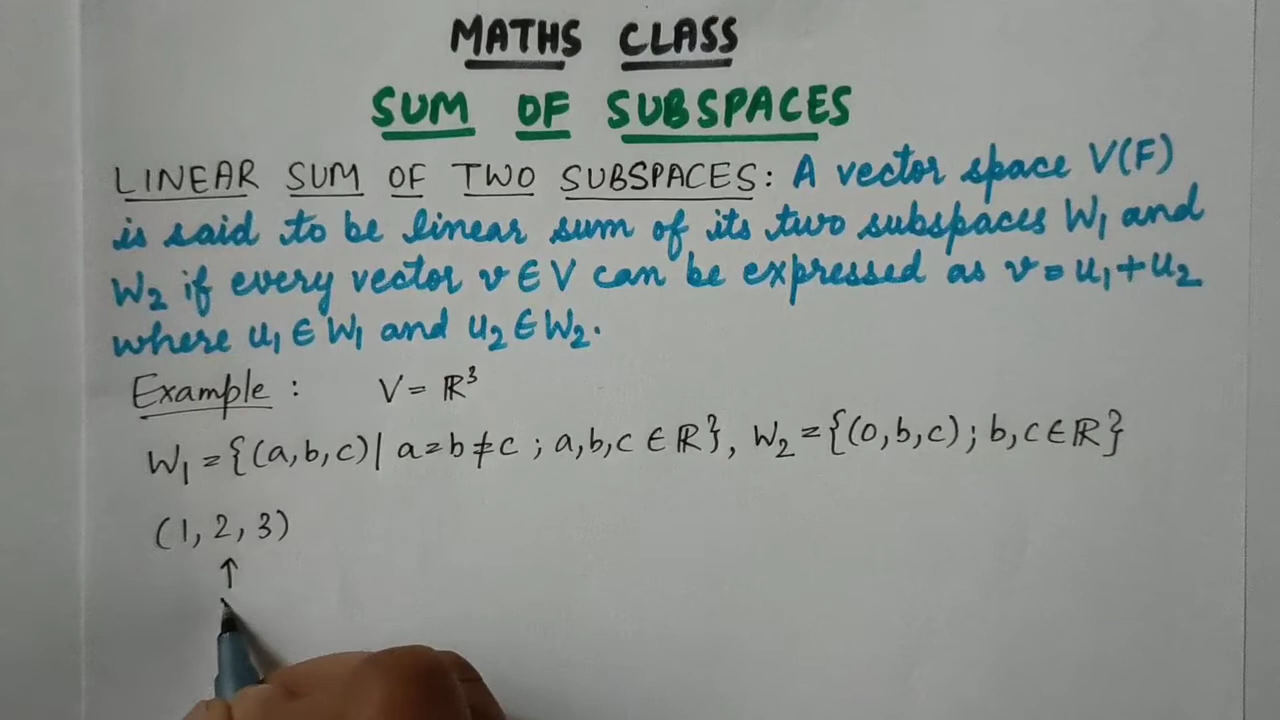 MATHS CLASS
SUM OF SUBSPACES
LINEAR SUM OF TWO SUBSPACES: A vector space V(F)
is said to be linear sum of its two subspaces W₁ and
W₂ if every vector v ∈ V can be expressed as v = u₁ + u₂
where u₁ ∈ W₁ and u₂ ∈ W₂.
Example : V = ℝ³
W₁ = {(a, b, c) | a = b ≠ c ; a, b, c ∈ ℝ}, W₂ = {(0, b, c) ; b, c ∈ ℝ}
(1, 2, 3)
↑